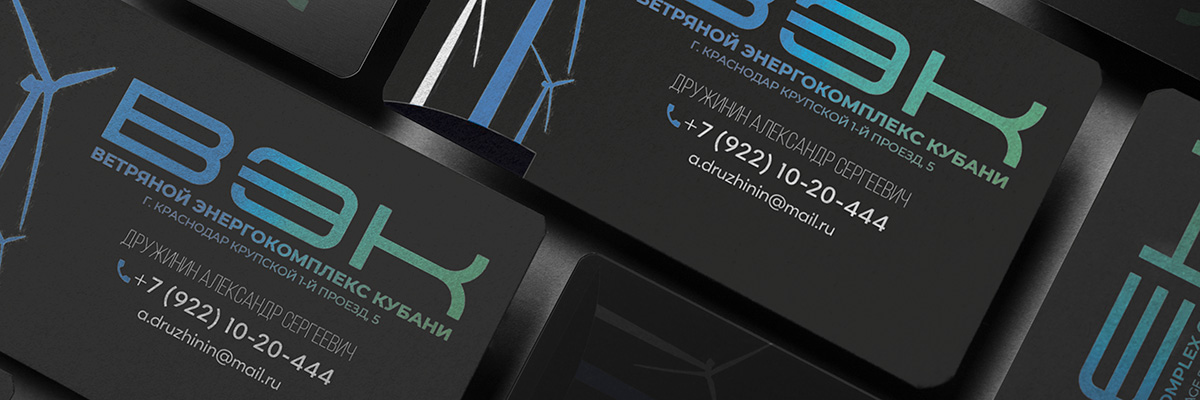 ВЭК
ВЕТРЯНОЙ ЭНЕРГОКОМПЛЕКС КУБАНИ
Г. КРАСНОДАР КРУПСКОЙ 1-Й ПРОЕЗД, 5
ДРУЖИНИН АЛЕКСАНДР СЕРГЕЕВИЧ
+7 (922) 10-20-444
a.druzhinin@mail.ru
ВЭК
ВЕТРЯНОЙ ЭНЕРГОКОМПЛЕКС КУБАНИ
Г. КРАСНОДАР КРУПСКОЙ 1-Й ПРОЕЗД, 5
ДРУЖИНИН АЛЕКСАНДР СЕРГЕЕВИЧ
+7 (922) 10-20-444
a.druzhinin@mail.ru